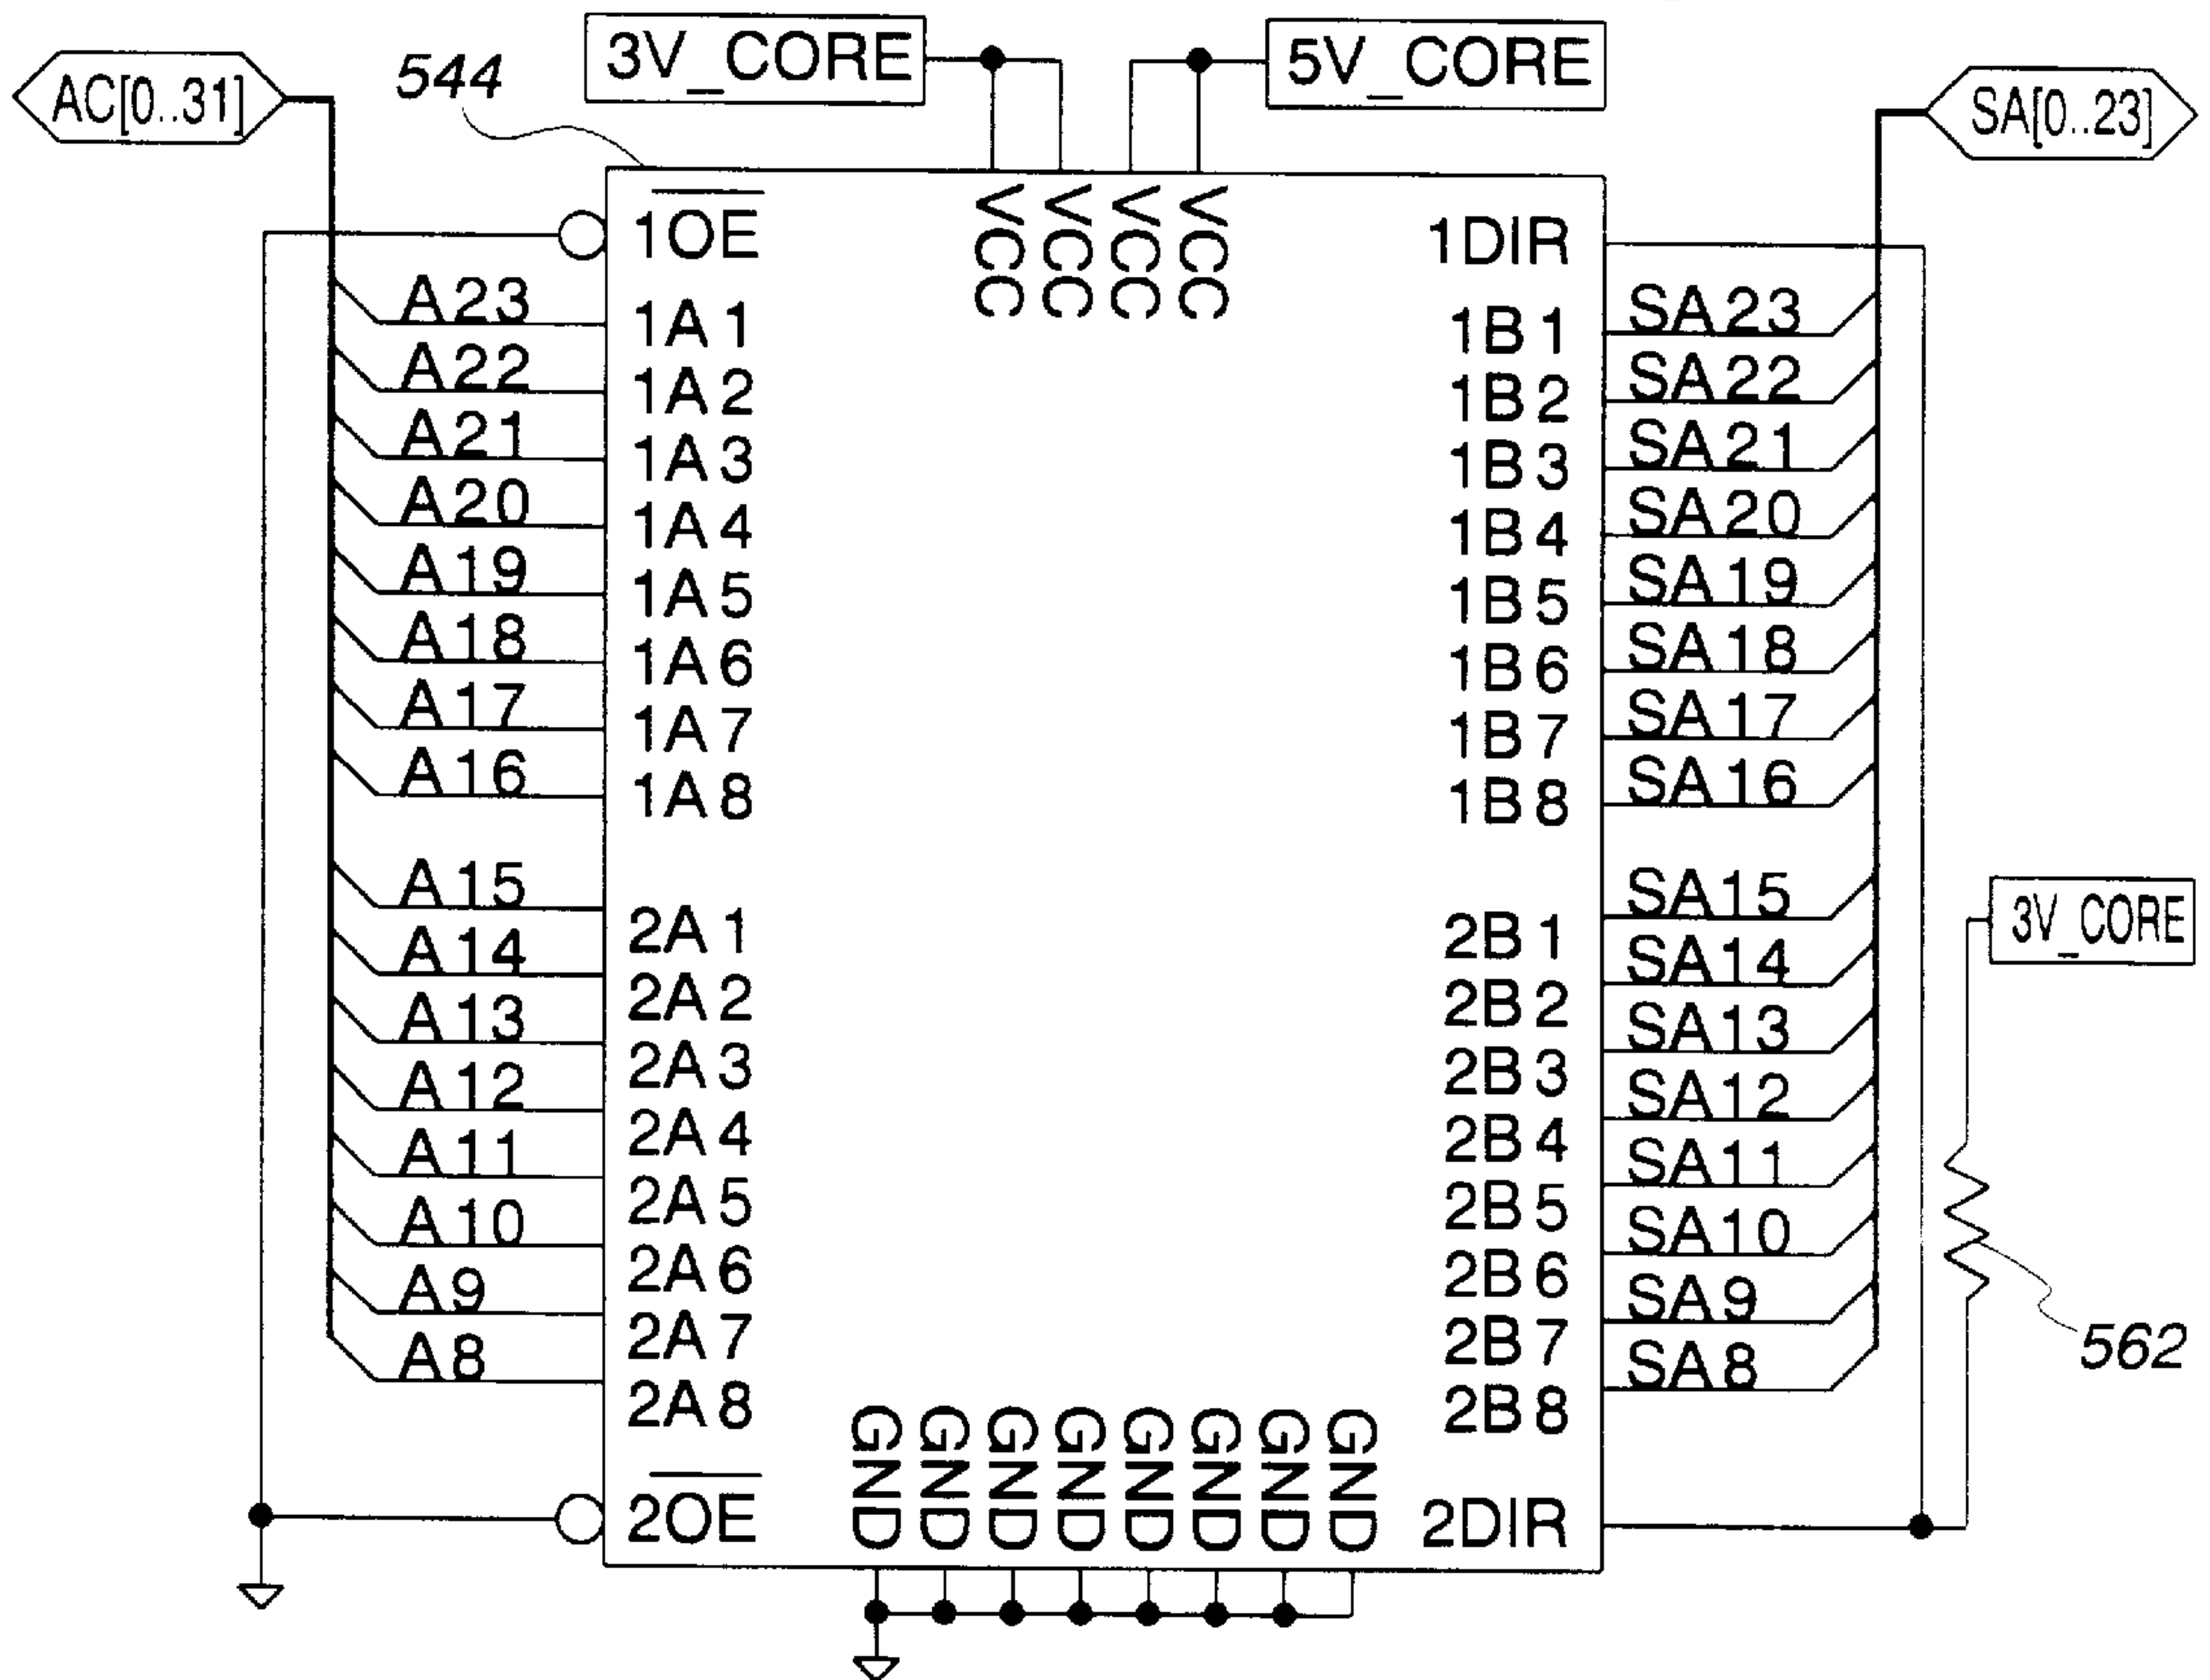 3V_CORE
5V_CORE
AC[0..31]
544
SA[0..23]
VCC VCC VCC VCC
1OE
1DIR
A23 1A1 1B1 SA23
A22 1A2 1B2 SA22
A21 1A3 1B3 SA21
A20 1A4 1B4 SA20
A19 1A5 1B5 SA19
A18 1A6 1B6 SA18
A17 1A7 1B7 SA17
A16 1A8 1B8 SA16
A15 2A1 2B1 SA15
3V_CORE
A14 2A2 2B2 SA14
A13 2A3 2B3 SA13
A12 2A4 2B4 SA12
A11 2A5 2B5 SA11
A10 2A6 2B6 SA10
A9 2A7 2B7 SA9
562
A8 2A8 2B8 SA8
GND GND GND GND GND GND GND GND
2OE
2DIR